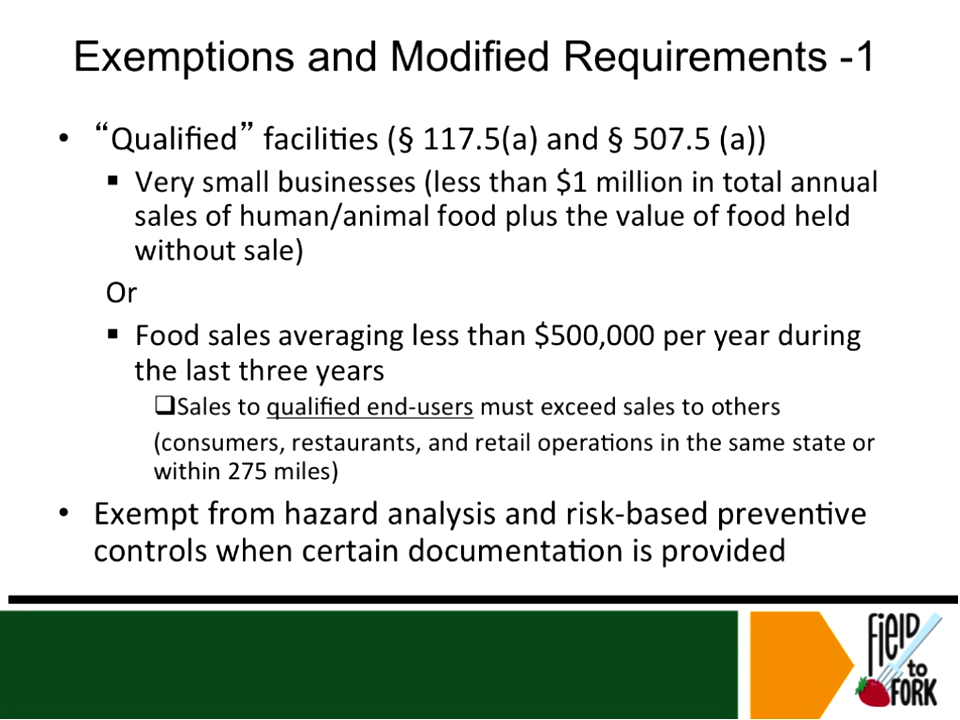 Exemptions and Modified Requirements -1
• “Qualified” facilities (§ 117.5(a) and § 507.5 (a))
▪ Very small businesses (less than $1 million in total annual
sales of human/animal food plus the value of food held
without sale)
Or
▪ Food sales averaging less than $500,000 per year during
the last three years
❑Sales to qualified end-users must exceed sales to others
(consumers, restaurants, and retail operations in the same state or
within 275 miles)
• Exempt from hazard analysis and risk-based preventive
controls when certain documentation is provided
FiELD
to
FORK